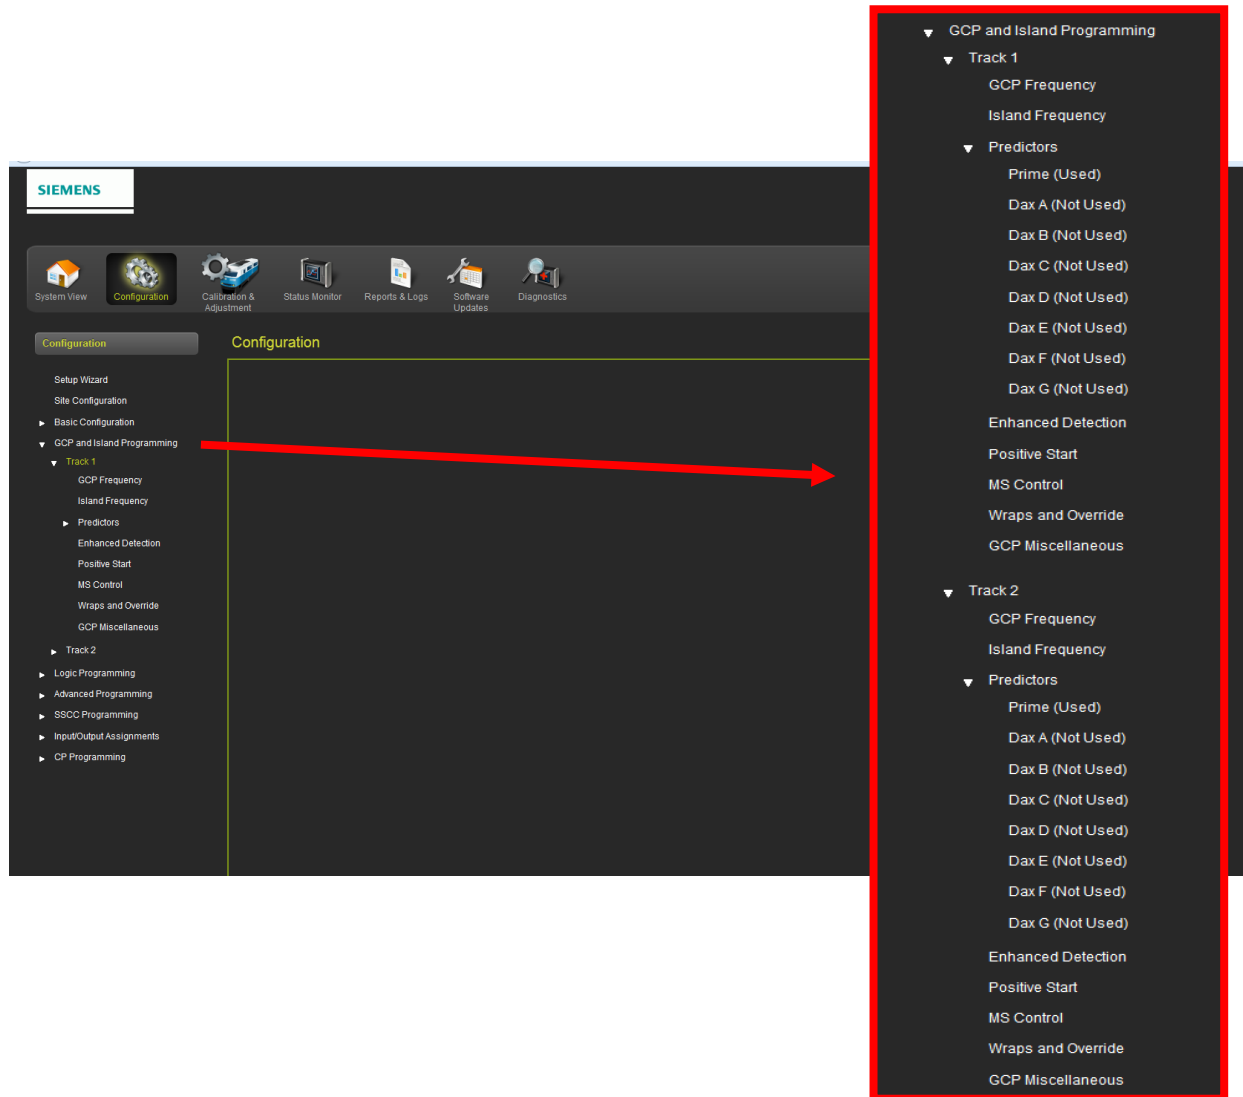 SIEMENS
System View
Configuration
Calibration &
Adjustment
Status Monitor
Reports & Logs
Software
Updates
Diagnostics
Configuration
Setup Wizard
Site Configuration
Basic Configuration
GCP and Island Programming
Track 1
GCP Frequency
Island Frequency
Predictors
Enhanced Detection
Positive Start
MS Control
Wraps and Override
GCP Miscellaneous
Track 2
Logic Programming
Advanced Programming
SSCC Programming
Input/Output Assignments
CP Programming
Configuration
GCP and Island Programming
Track 1
GCP Frequency
Island Frequency
Predictors
Prime (Used)
Dax A (Not Used)
Dax B (Not Used)
Dax C (Not Used)
Dax D (Not Used)
Dax E (Not Used)
Dax F (Not Used)
Dax G (Not Used)
Enhanced Detection
Positive Start
MS Control
Wraps and Override
GCP Miscellaneous
Track 2
GCP Frequency
Island Frequency
Predictors
Prime (Used)
Dax A (Not Used)
Dax B (Not Used)
Dax C (Not Used)
Dax D (Not Used)
Dax E (Not Used)
Dax F (Not Used)
Dax G (Not Used)
Enhanced Detection
Positive Start
MS Control
Wraps and Override
GCP Miscellaneous